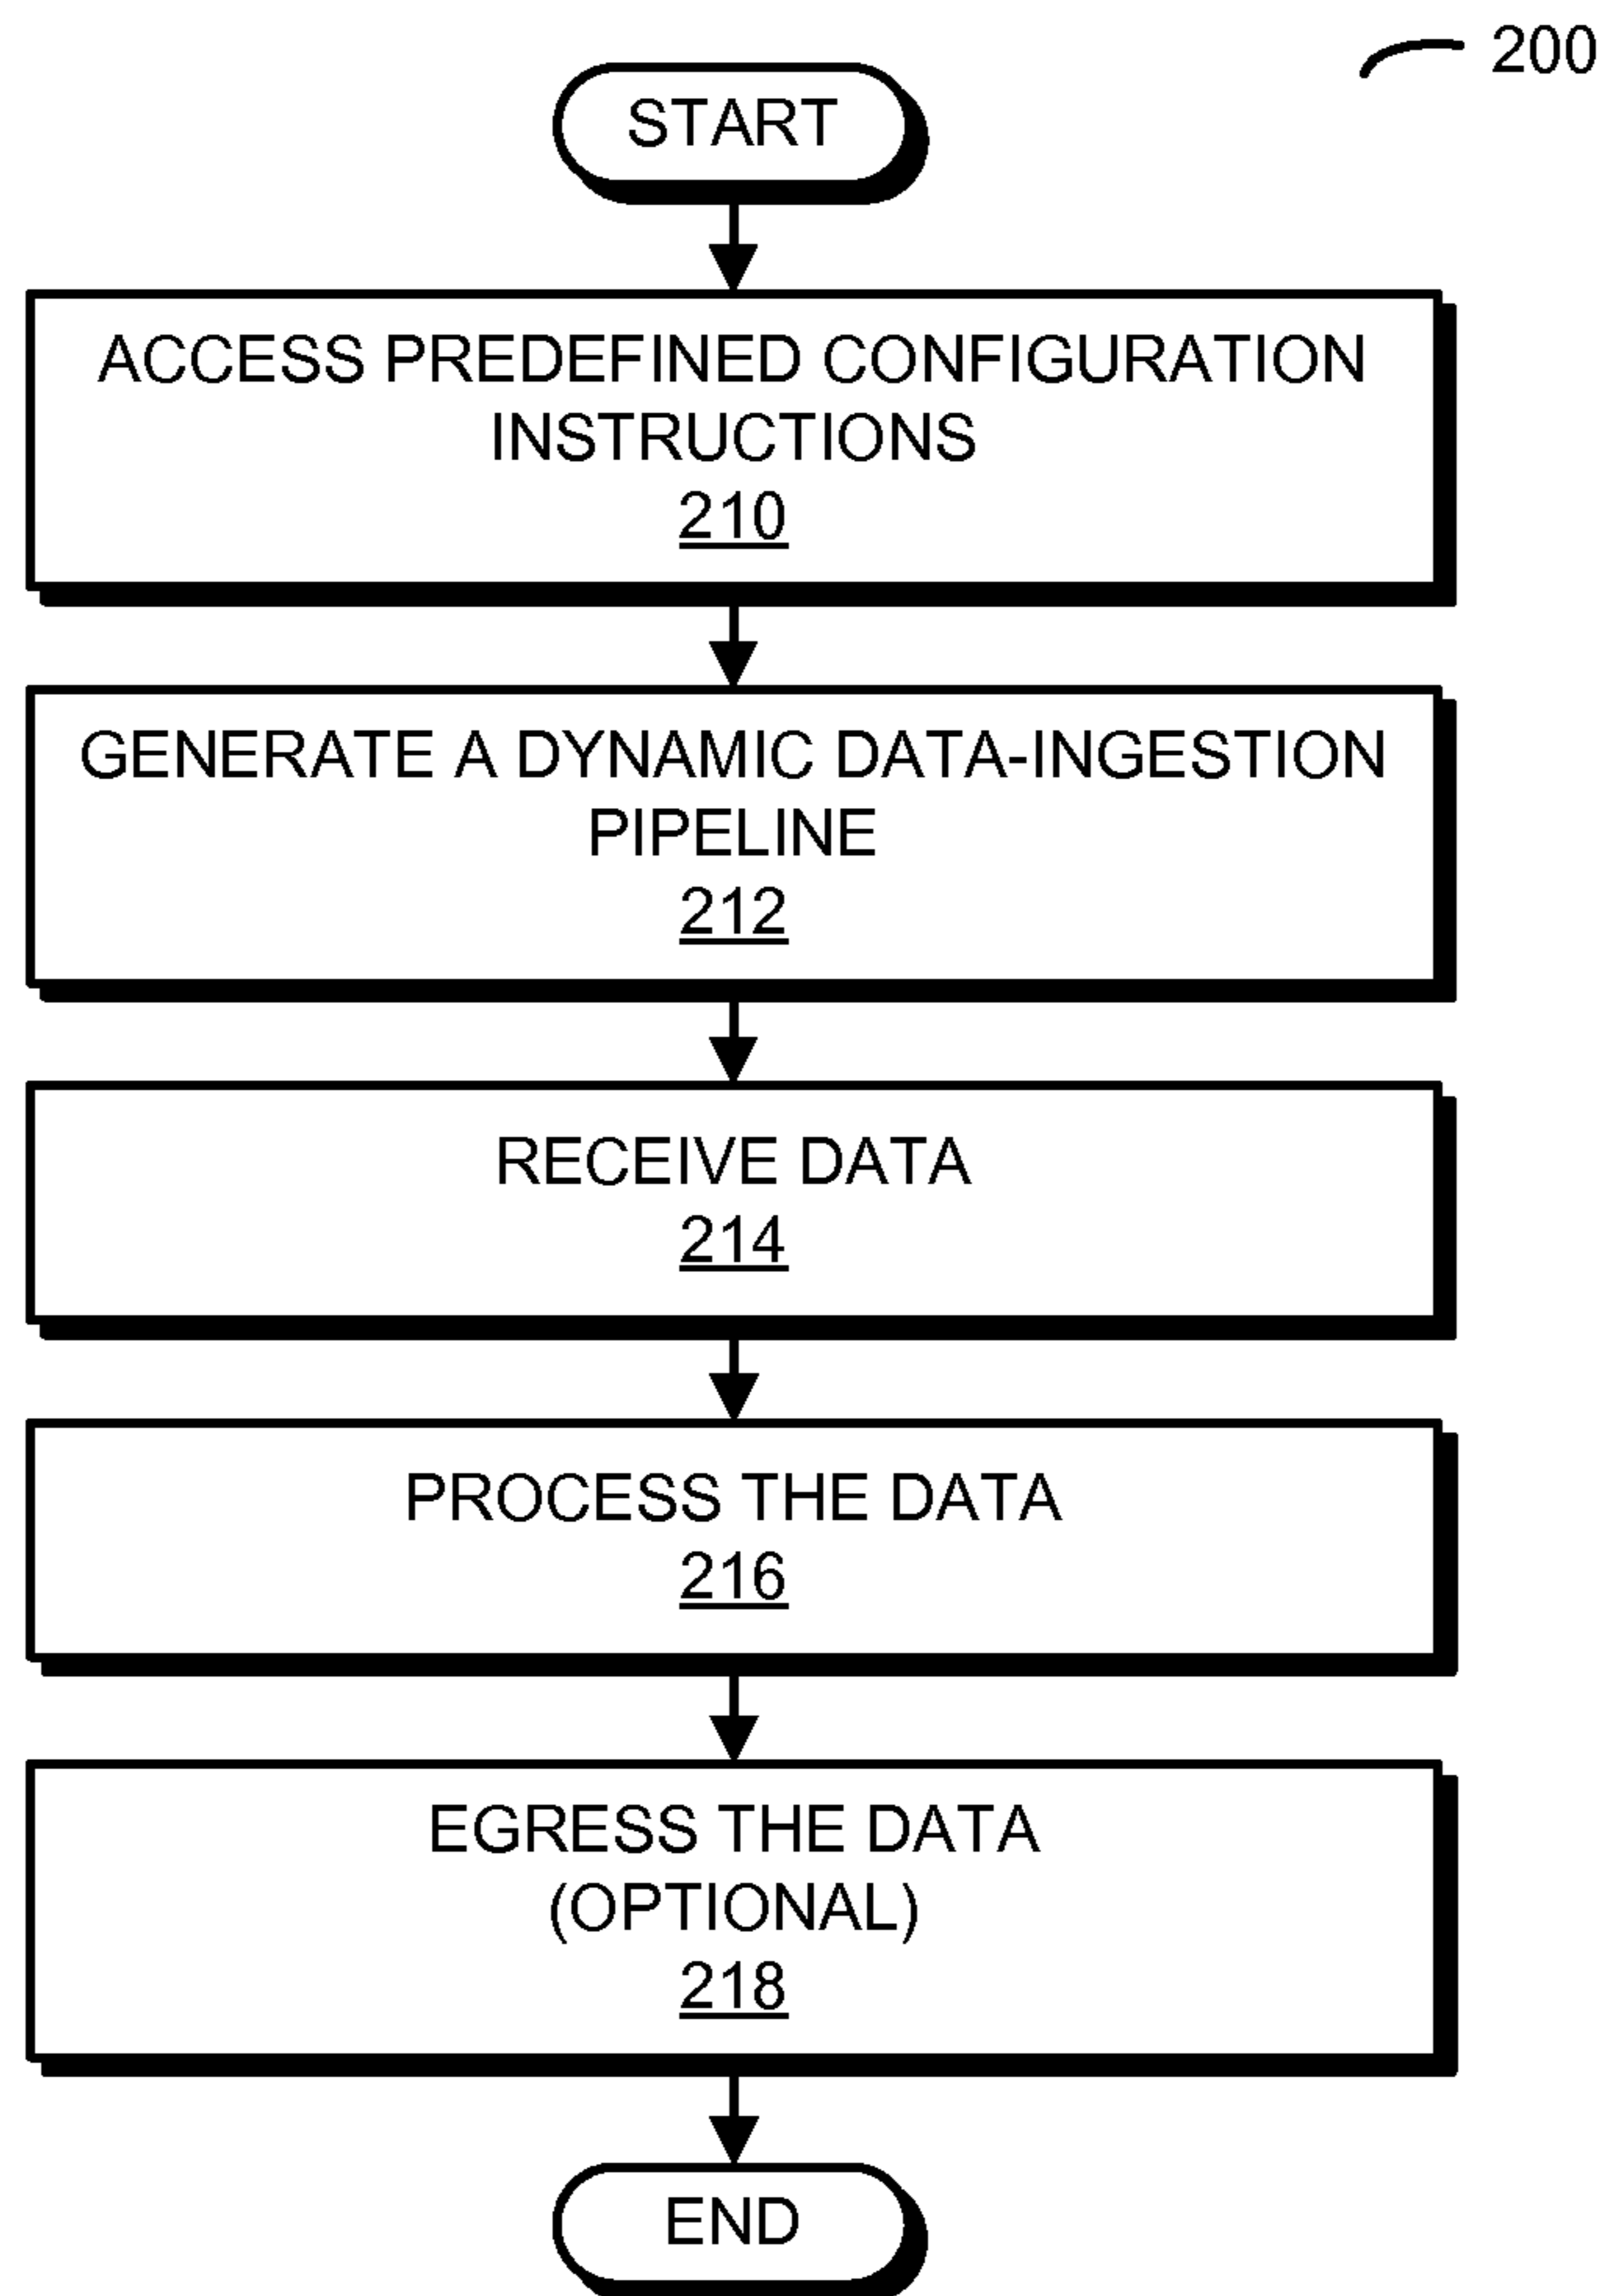 200
START
ACCESS PREDEFINED CONFIGURATION
INSTRUCTIONS
210
GENERATE A DYNAMIC DATA-INGESTION
PIPELINE
212
RECEIVE DATA
214
PROCESS THE DATA
216
EGRESS THE DATA
(OPTIONAL)
218
END